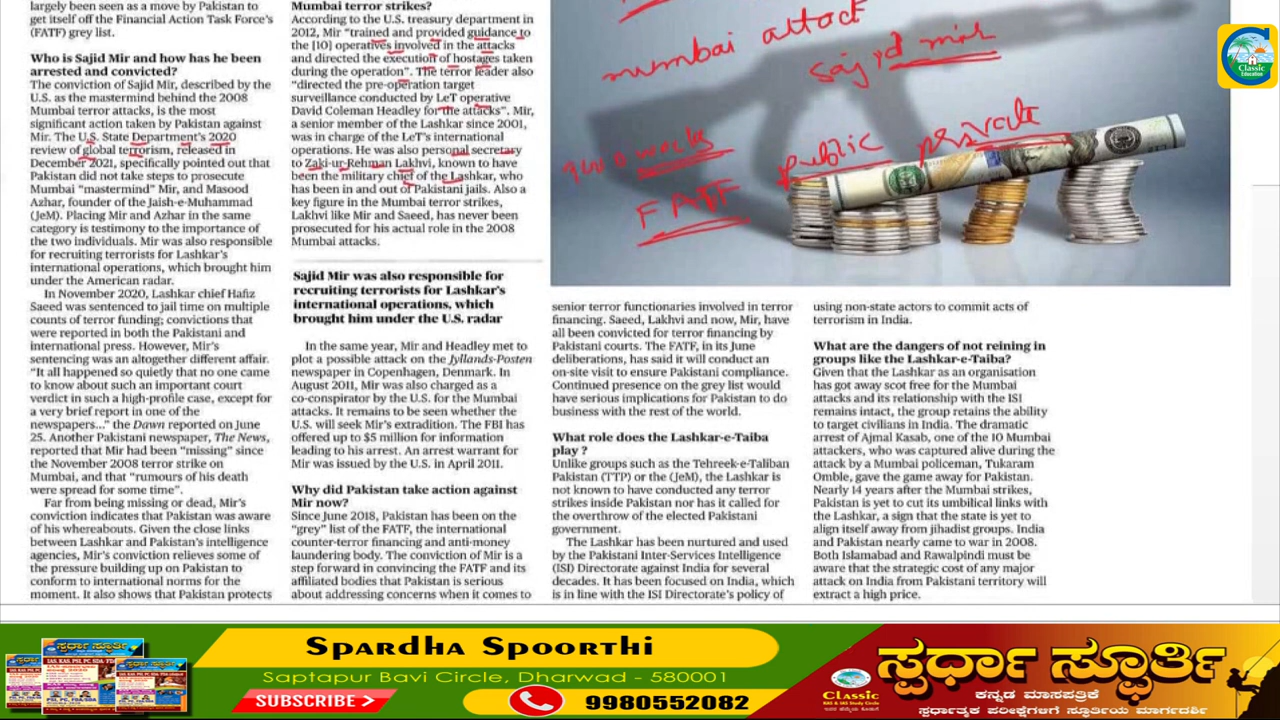 largely been seen as a move by Pakistan to
get itself off the Financial Action Task Force's
(FATF) grey list.
Who is Sajid Mir and how has he been
arrested and convicted?
The conviction of Sajid Mir, described by the
U.S. as the mastermind behind the 2008
Mumbai terror attacks, is the most
significant action taken by Pakistan against
Mir. The U.S. State Department's 2020
review of global terrorism, released in
December 2021, specifically pointed out that
Pakistan did not take steps to prosecute
Mumbai “mastermind” Mir, and Masood
Azhar, founder of the Jaish-e-Muhammad
(JeM). Placing Mir and Azhar in the same
category is testimony to the importance of
the two individuals. Mir was also responsible
for recruiting terrorists for Lashkar's
international operations, which brought him
under the American radar.
In November 2020, Lashkar chief Hafiz
Saeed was sentenced to jail time on multiple
counts of terror funding; convictions that
were reported in both the Pakistani and
international press. However, Mir's
sentencing was an altogether different affair.
“It all happened so quietly that no one came
to know about such an important court
verdict in such a high-profile case, except for
a very brief report in one of the
newspapers...” the Dawn reported on June
25. Another Pakistani newspaper, The News,
reported that Mir had been “missing” since
the November 2008 terror strike on
Mumbai, and that “rumours of his death
were spread for some time”.
Far from being missing or dead, Mir's
conviction indicates that Pakistan was aware
of his whereabouts. Given the close links
between Lashkar and Pakistan's intelligence
agencies, Mir's conviction relieves some of
the pressure building up on Pakistan to
conform to international norms for the
moment. It also shows that Pakistan protects
Mumbai terror strikes?
According to the U.S. treasury department in
2012, Mir “trained and provided guidance to
the [10] operatives involved in the attacks
and directed the execution of hostages taken
during the operation”. The terror leader also
“directed the pre-operation target
surveillance conducted by LeT operative
David Coleman Headley for the attacks”. Mir,
a senior member of the Lashkar since 2001,
was in charge of the LeT's international
operations. He was also personal secretary
to Zaki-ur-Rehman Lakhvi, known to have
been the military chief of the Lashkar, who
has been in and out of Pakistani jails. Also a
key figure in the Mumbai terror strikes,
Lakhvi like Mir and Saeed, has never been
prosecuted for his actual role in the 2008
Mumbai attacks.
Sajid Mir was also responsible for
recruiting terrorists for Lashkar's
international operations, which
brought him under the U.S. radar
In the same year, Mir and Headley met to
plot a possible attack on the Jyllands-Posten
newspaper in Copenhagen, Denmark. In
August 2011, Mir was also charged as a
co-conspirator by the U.S. for the Mumbai
attacks. It remains to be seen whether the
U.S. will seek Mir's extradition. The FBI has
offered up to $5 million for information
leading to his arrest. An arrest warrant for
Mir was issued by the U.S. in April 2011.
Why did Pakistan take action against
Mir now?
Since June 2018, Pakistan has been on the
“grey” list of the FATF, the international
counter-terror financing and anti-money
laundering body. The conviction of Mir is a
step forward in convincing the FATF and its
affiliated bodies that Pakistan is serious
about addressing concerns when it comes to
mumbai attack
Sajid mir
public private
FATF
senior terror functionaries involved in terror
financing. Saeed, Lakhvi and now, Mir, have
all been convicted for terror financing by
Pakistani courts. The FATF, in its June
deliberations, has said it will conduct an
on-site visit to ensure Pakistani compliance.
Continued presence on the grey list would
have serious implications for Pakistan to do
business with the rest of the world.
What role does the Lashkar-e-Taiba
play ?
Unlike groups such as the Tehreek-e-Taliban
Pakistan (TTP) or the (JeM), the Lashkar is
not known to have conducted any terror
strikes inside Pakistan nor has it called for
the overthrow of the elected Pakistani
government.
The Lashkar has been nurtured and used
by the Pakistani Inter-Services Intelligence
(ISI) Directorate against India for several
decades. It has been focused on India, which
is in line with the ISI Directorate's policy of
using non-state actors to commit acts of
terrorism in India.
What are the dangers of not reining in
groups like the Lashkar-e-Taiba?
Given that the Lashkar as an organisation
has got away scot free for the Mumbai
attacks and its relationship with the ISI
remains intact, the group retains the ability
to target civilians in India. The dramatic
arrest of Ajmal Kasab, one of the 10 Mumbai
attackers, who was captured alive during the
attack by a Mumbai policeman, Tukaram
Omble, gave the game away for Pakistan.
Nearly 14 years after the Mumbai strikes,
Pakistan is yet to cut its umbilical links with
the Lashkar, a sign that the state is yet to
align itself away from jihadist groups. India
and Pakistan nearly came to war in 2008.
Both Islamabad and Rawalpindi must be
aware that the strategic cost of any major
attack on India from Pakistani territory will
extract a high price.
Classic
Education
Spardha Spoorthi
Saptapur Bavi Circle, Dharwad - 580001
SUBSCRIBE
9980552082
ಸ್ಪರ್ಧಾ ಸ್ಫೂರ್ತಿ
ಕನ್ನಡ ಮಾಸಪತ್ರಿಕೆ
ಸ್ಪರ್ಧಾತ್ಮಕ ಪರೀಕ್ಷೆಗಳಿಗೆ ಸ್ಫೂರ್ತಿಯ ಮಾರ್ಗದರ್ಶಿ
Classic
KAS & IAS Study Circle